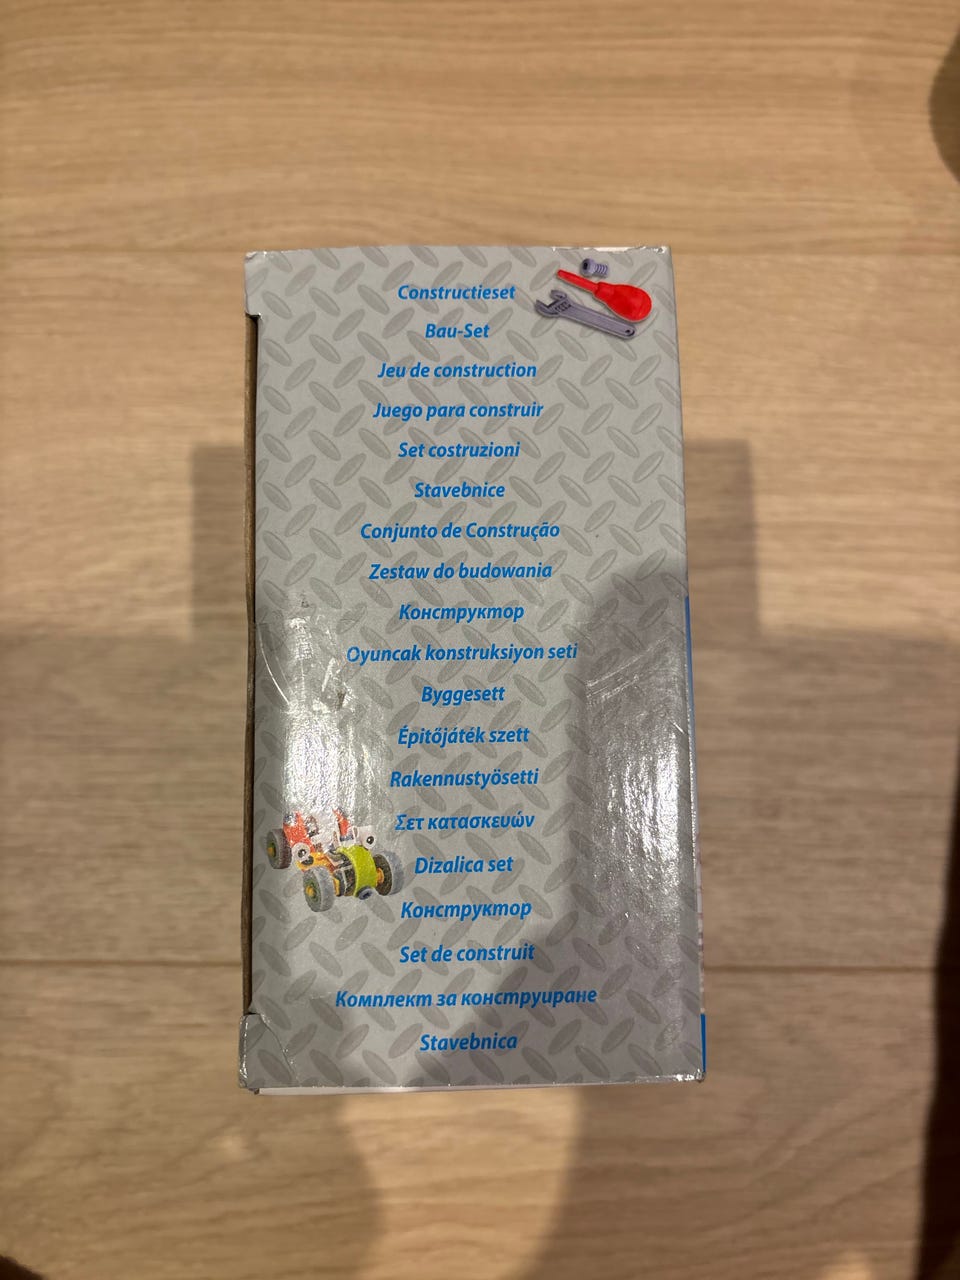 Constructieset
Bau-Set
Jeu de construction
Juego para construir
Set costruzioni
Stavebnice
Conjunto de Construção
Zestaw do budowania
Конструктор
Oyuncak konstruksiyon seti
Byggesett
Épitőjáték szett
Rakennustyösetti
Σετ κατασκευών
Dizalica set
Конструктор
Set de construit
Комплект за конструиране
Stavebnica